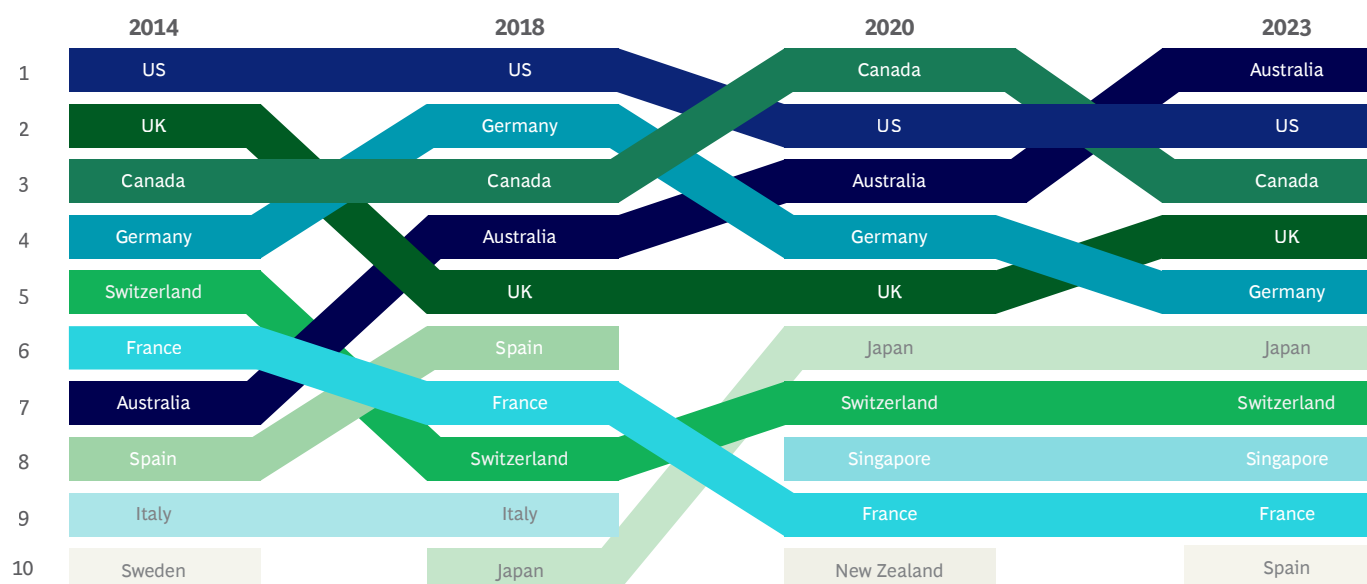 2014 2018 2020 2023
1 US US Canada Australia
2 UK Germany US US
3 Canada Canada Australia Canada
4 Germany Australia Germany UK
5 Switzerland UK UK Germany
6 France Spain Japan Japan
7 Australia France Switzerland Switzerland
8 Spain Switzerland Singapore Singapore
9 Italy Italy France France
10 Sweden Japan New Zealand Spain